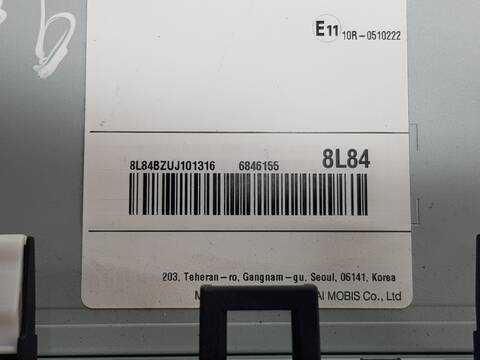 E11 10R-0510222
8L84BZUJ101316 6846155 8L84
203, Teheran-ro, Gangnam-gu, Seoul, 06141, Korea
MOBIS Co., Ltd